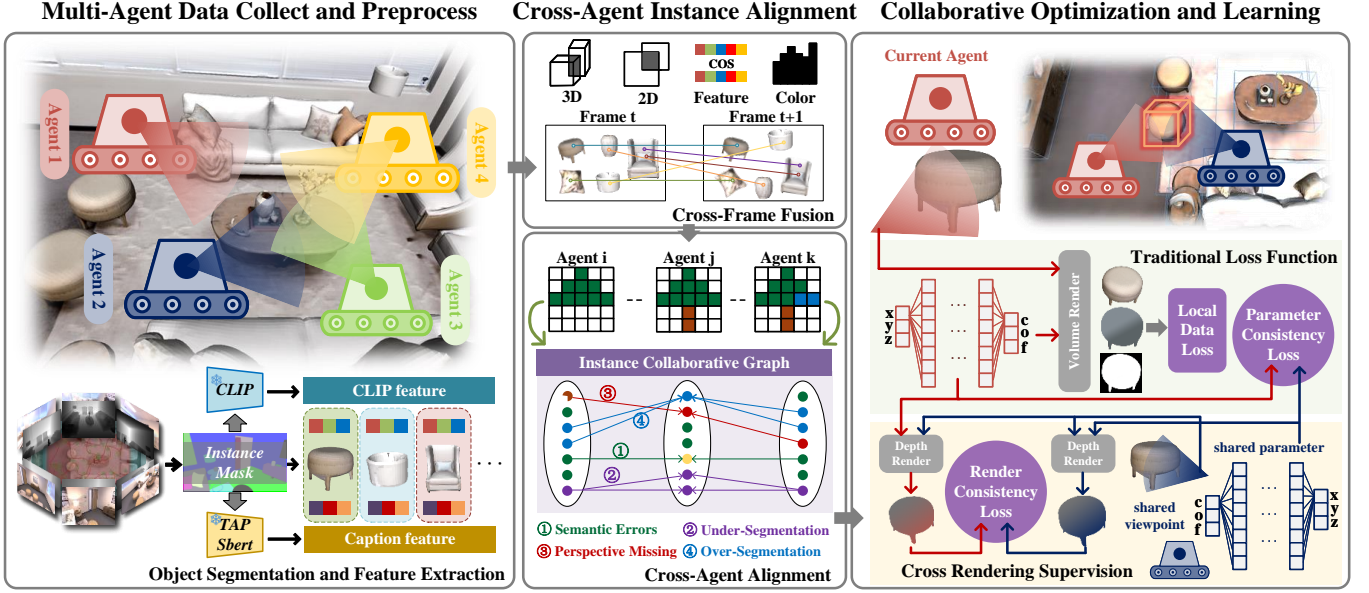 Multi-Agent Data Collect and Preprocess
Agent 1
Agent 4
Agent 2
Agent 3
CLIP
CLIP feature
Instance
Mask
...
TAP
Sbert
Caption feature
Object Segmentation and Feature Extraction
Cross-Agent Instance Alignment
3D
2D
COS
Feature
Color
Frame t
Frame t+1
Cross-Frame Fusion
Agent i
Agent j
Agent k
Instance Collaborative Graph
③
④
①
②
① Semantic Errors
② Under-Segmentation
③ Perspective Missing
④ Over-Segmentation
Cross-Agent Alignment
Collaborative Optimization and Learning
Current Agent
Traditional Loss Function
x
y
z
...
...
c
o
f
Volume Render
Local
Data
Loss
Parameter
Consistency
Loss
Depth
Render
Render
Consistency
Loss
Depth
Render
shared parameter
shared
viewpoint
c
o
f
...
...
x
y
z
Cross Rendering Supervision